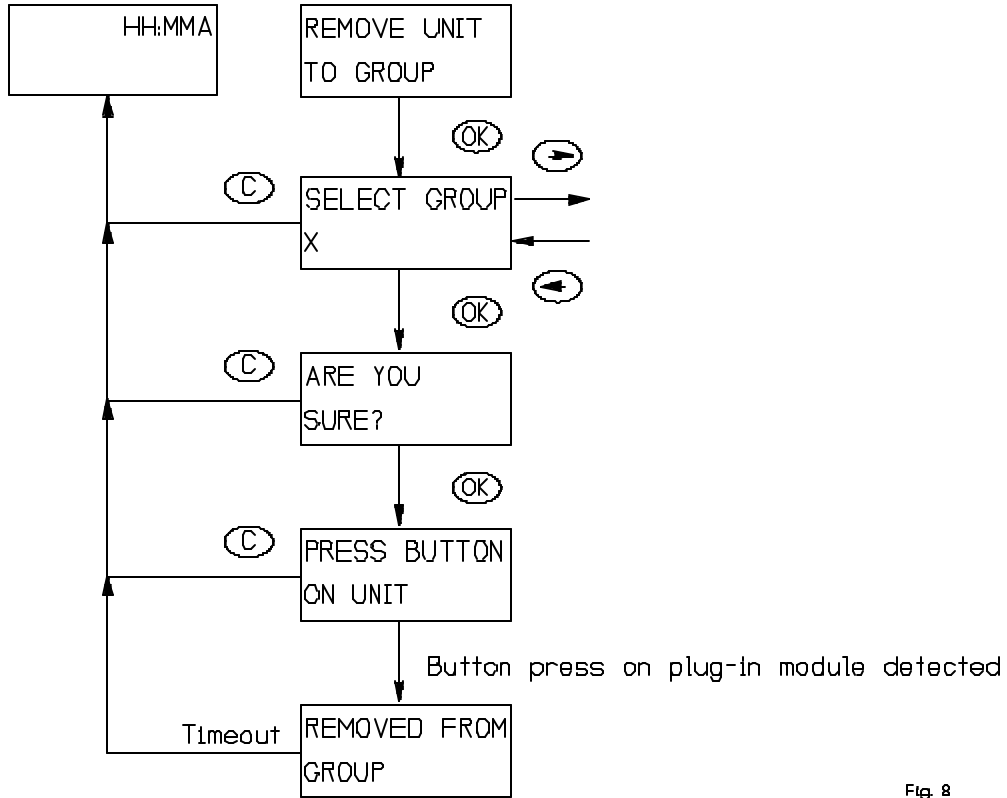 HH:MMA
REMOVE UNIT
TO GROUP
OK
C
SELECT GROUP
X
OK
C
ARE YOU
SURE?
OK
C
PRESS BUTTON
ON UNIT
Button press on plug-in module detected
Timeout
REMOVED FROM
GROUP
Fig. 8